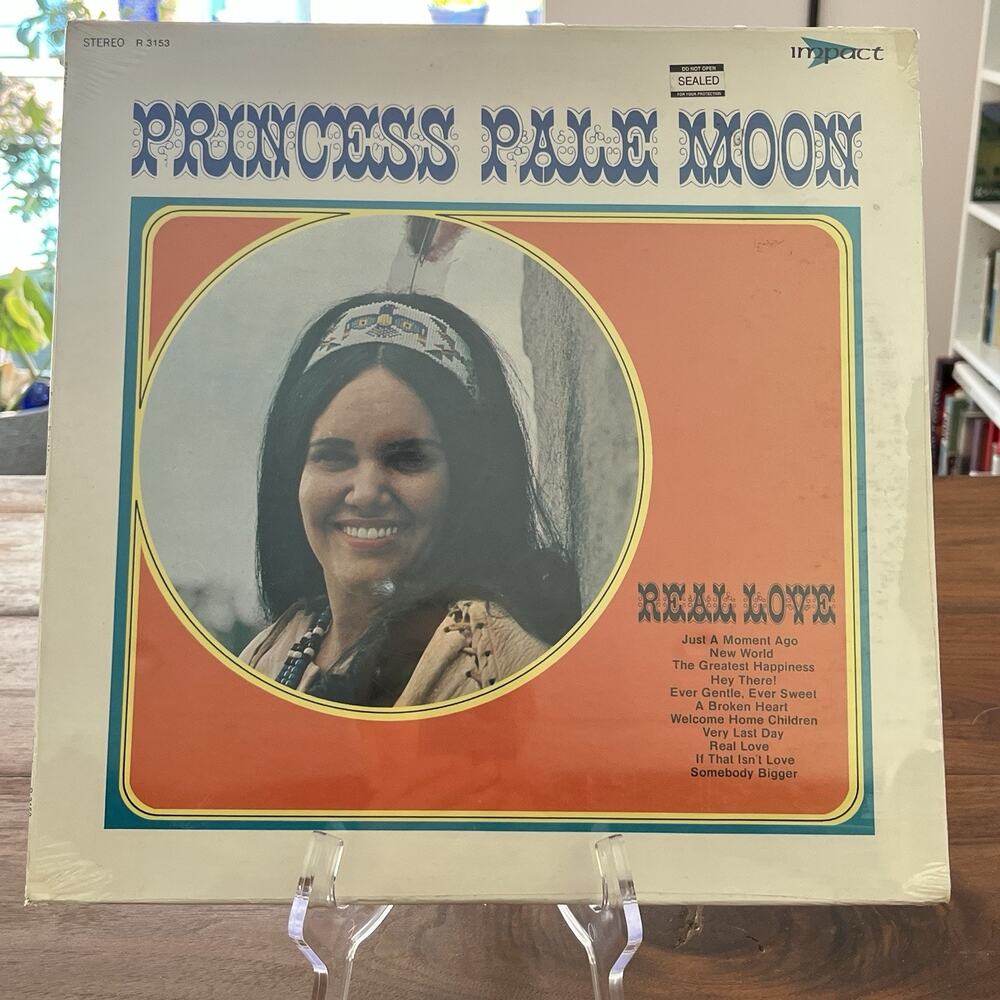 STEREO R 3153
impact
DO NOT OPEN
SEALED
FOR YOUR PROTECTION
PRINCESS PALE MOON
REAL LOVE
Just A Moment Ago
New World
The Greatest Happiness
Hey There!
Ever Gentle, Ever Sweet
A Broken Heart
Welcome Home Children
Very Last Day
Real Love
If That Isn't Love
Somebody Bigger